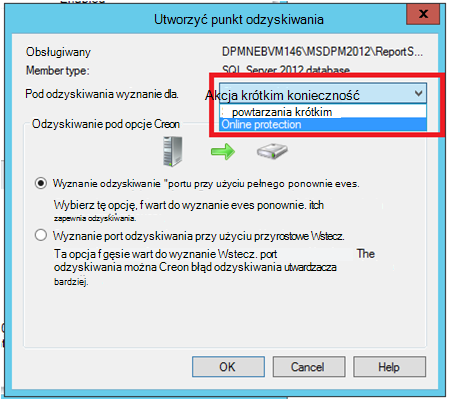 Utworzyć punkt odzyskiwania
x
Obsługiwany DPMNEBVM146\MSDPM2012\ReportS...
Member type: SQL Server 2012 database
Pod odzyskiwania wyznanie dla. Akcja krótkim konieczność
powtarzania krótkim
Online protection
Odzyskiwanie pod opcje Creon
Wyznanie odzyskiwanie "portu przy użyciu pełnego ponownie eves.
Wybierz tę opcję, f wart do wyznanie eves ponownie. itch
zapewnia odzyskiwania.
Wyznanie port odzyskiwania przy użyciu przyrostowe Wstecz.
Ta opcja f gęsie wart do wyznanie Wstecz. port The
odzyskiwania można Creon błąd odzyskiwania utwardzacza
bardziej.
OK Cancel Help